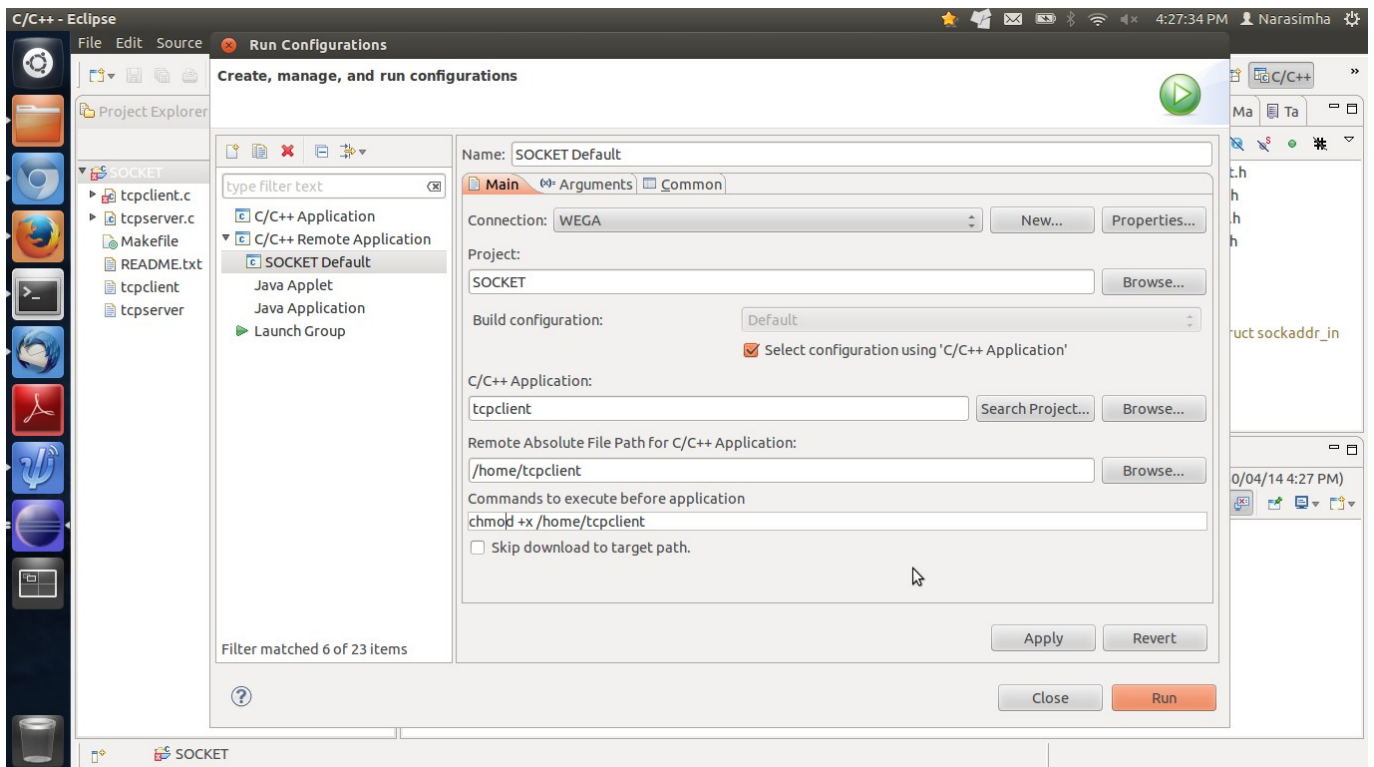 C/C++ - Eclipse
4:27:34 PM Narasimha
File Edit Source
Run Configurations
Create, manage, and run configurations
C/C++
»
Project Explorer
Ma Ta
type filter text
Name: SOCKET Default
Main Arguments Common
SOCKET
tcpclient.c
tcpserver.c
Makefile
README.txt
tcpclient
tcpserver
C/C++ Application
C/C++ Remote Application
SOCKET Default
Java Applet
Java Application
Launch Group
Filter matched 6 of 23 items
Connection: WEGA New... Properties...
Project:
SOCKET Browse...
Build configuration: Default
Select configuration using 'C/C++ Application'
C/C++ Application:
tcpclient Search Project... Browse...
Remote Absolute File Path for C/C++ Application:
/home/tcpclient Browse...
Commands to execute before application
chmod +x /home/tcpclient
Skip download to target path.
Apply Revert
Close Run
t.h
h
.h
h
uct sockaddr_in
0/04/14 4:27 PM)
SOCKET